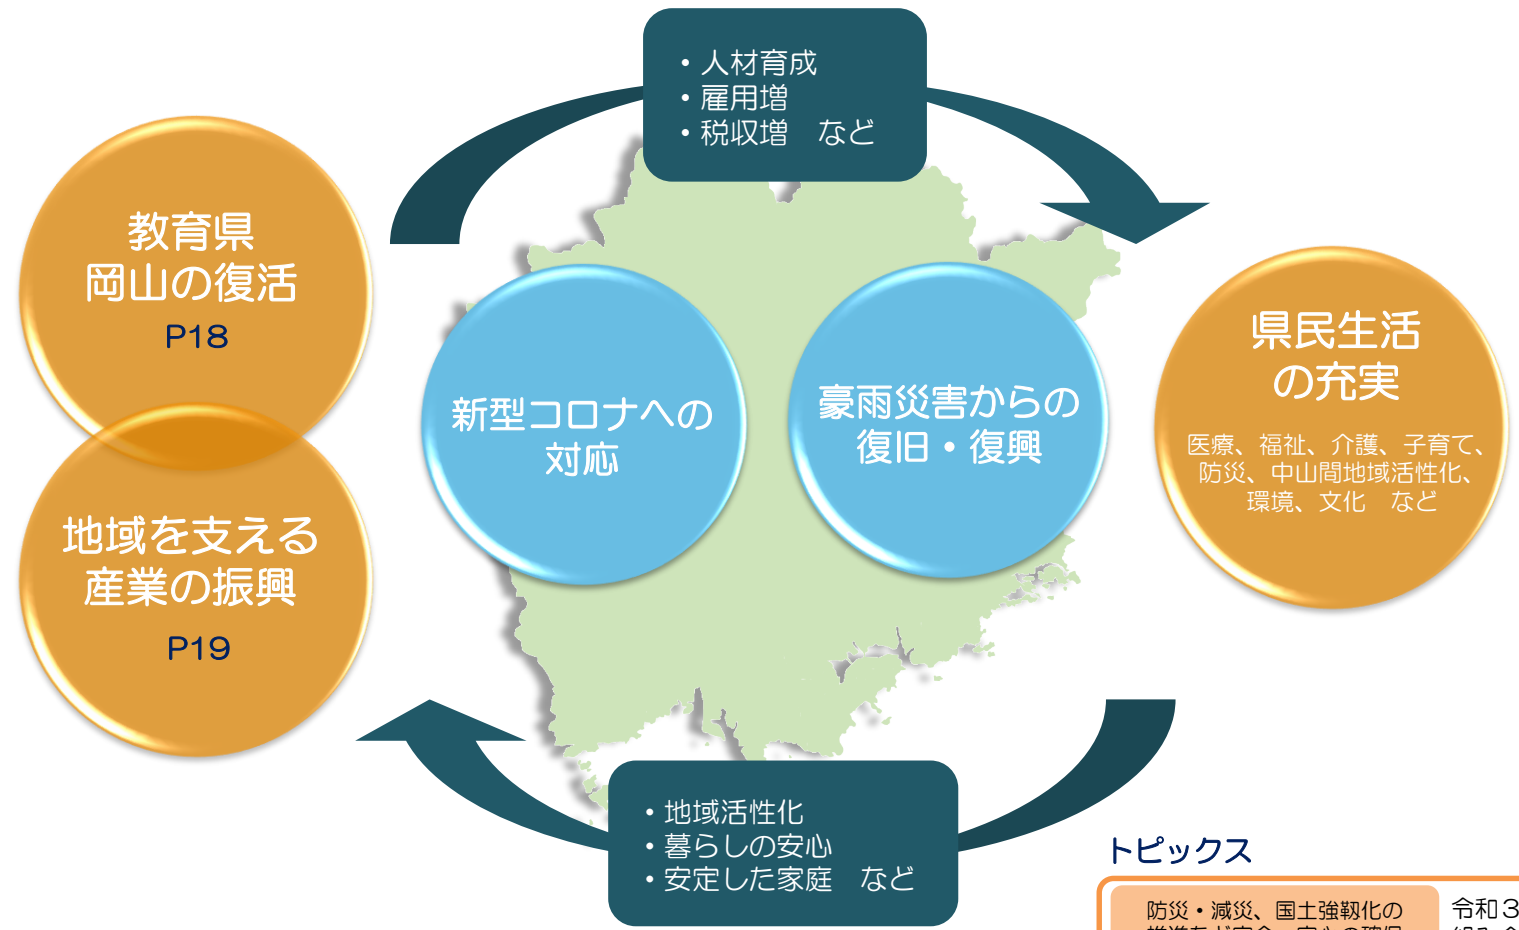 ・人材育成
・雇用増
・税収増　など
教育県
岡山の復活
P18
地域を支える
産業の振興
P19
新型コロナへの
対応
豪雨災害からの
復旧・復興
県民生活
の充実
医療、福祉、介護、子育て、
防災、中山間地域活性化、
環境、文化　など
・地域活性化
・暮らしの安心
・安定した家庭　など
トピックス
防災・減災、国土強靱化の
令和３